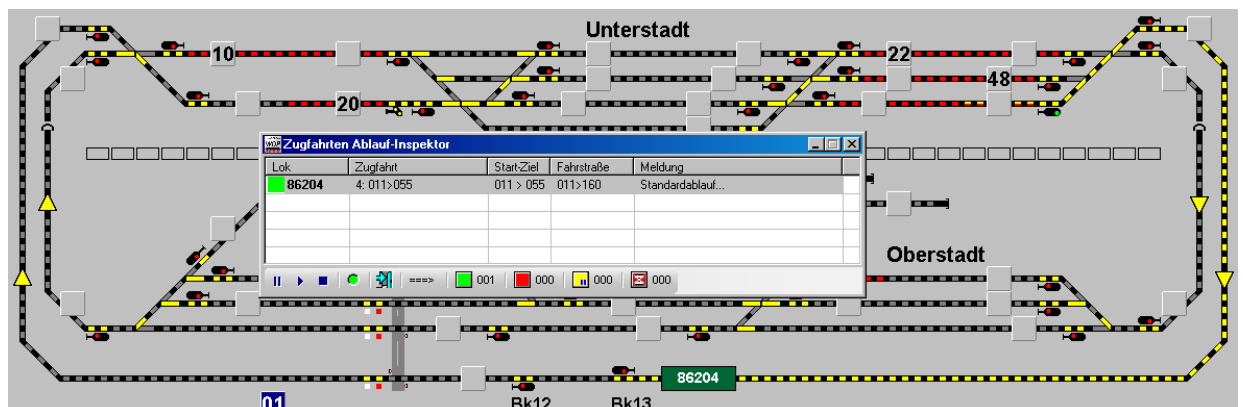 Unterstadt
10
22
48
20
Zugfahrten Ablauf-Inspektor
Lok Zugfahrt Start-Ziel Fahrstraße Meldung
86204 4: 011>055 011 > 055 011>160 Standardablauf...
Oberstadt
===> 001 000 000 000
86204
01 Bk12 Bk13